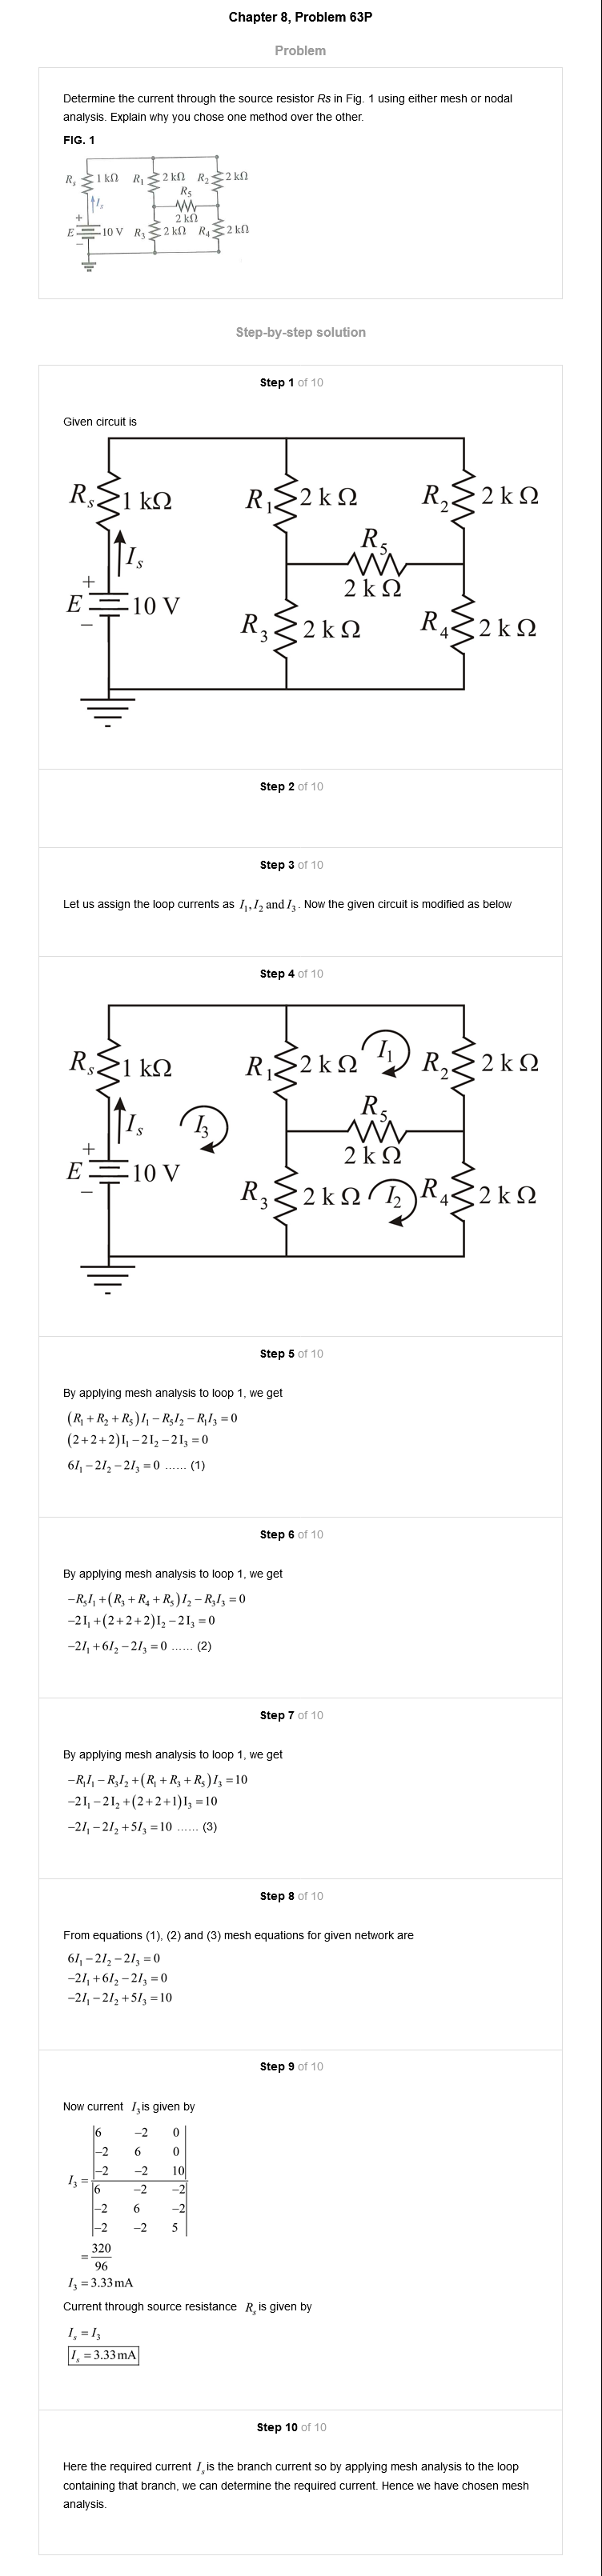 Chapter 8, Problem 63P
Problem
Determine the current through the source resistor Rs in Fig. 1 using either mesh or nodal
analysis. Explain why you chose one method over the other.
FIG. 1
R_s 1 kΩ R_1 2 kΩ R_2 2 kΩ
R_5
I_s
2 kΩ
+
E 10 V R_3 2 kΩ R_4 2 kΩ
−
Step-by-step solution
Step 1 of 10
Given circuit is
R_s 1 kΩ R_1 2 kΩ R_2 2 kΩ
R_5
I_s
2 kΩ
+
E 10 V R_3 2 kΩ R_4 2 kΩ
−
Step 2 of 10
Step 3 of 10
Let us assign the loop currents as I_1, I_2 and I_3. Now the given circuit is modified as below
Step 4 of 10
R_s 1 kΩ R_1 2 kΩ I_1 R_2 2 kΩ
R_5
I_s I_3
2 kΩ
+
E 10 V R_3 2 kΩ I_2 R_4 2 kΩ
−
Step 5 of 10
By applying mesh analysis to loop 1, we get
(R_1 + R_2 + R_5) I_1 − R_5I_2 − R_1I_3 = 0
(2+2+2)I_1 − 2I_2 − 2I_3 = 0
6I_1 − 2I_2 − 2I_3 = 0 ...... (1)
Step 6 of 10
By applying mesh analysis to loop 1, we get
−R_5I_1 + (R_3 + R_4 + R_5) I_2 − R_3I_3 = 0
−2I_1 + (2+2+2)I_2 − 2I_3 = 0
−2I_1 + 6I_2 − 2I_3 = 0 ...... (2)
Step 7 of 10
By applying mesh analysis to loop 1, we get
−R_1I_1 − R_3I_2 + (R_1 + R_3 + R_5) I_3 = 10
−2I_1 − 2I_2 + (2+2+1)I_3 = 10
−2I_1 − 2I_2 + 5I_3 = 10 ...... (3)
Step 8 of 10
From equations (1), (2) and (3) mesh equations for given network are
6I_1 − 2I_2 − 2I_3 = 0
−2I_1 + 6I_2 − 2I_3 = 0
−2I_1 − 2I_2 + 5I_3 = 10
Step 9 of 10
Now current I_3 is given by
6 −2 0
−2 6 0
−2 −2 10
I_3 =
6 −2 −2
−2 6 −2
−2 −2 5
= 320
96
I_3 = 3.33 mA
Current through source resistance R_s is given by
I_s = I_3
I_s = 3.33 mA
Step 10 of 10
Here the required current I_s is the branch current so by applying mesh analysis to the loop
containing that branch, we can determine the required current. Hence we have chosen mesh
analysis.